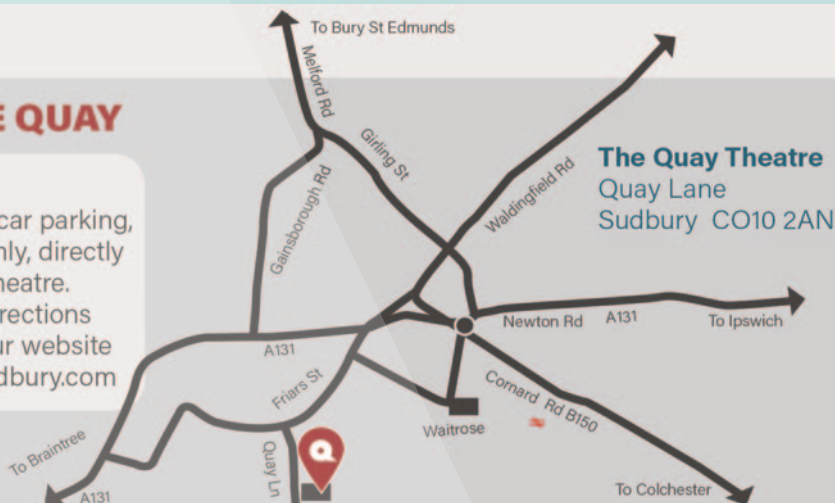 To Bury St Edmunds
Melford Rd
E QUAY
Girling St
The Quay Theatre
Quay Lane
Sudbury CO10 2AN
Waldingfield Rd
car parking,
nly, directly
heatre.
rections
ur website
dbury.com
Gainsborough Rd
Newton Rd A131
To Ipswich
A131
Friars St
Cornard Rd B150
Waitrose
To Braintree
A131
Quay Ln
To Colchester